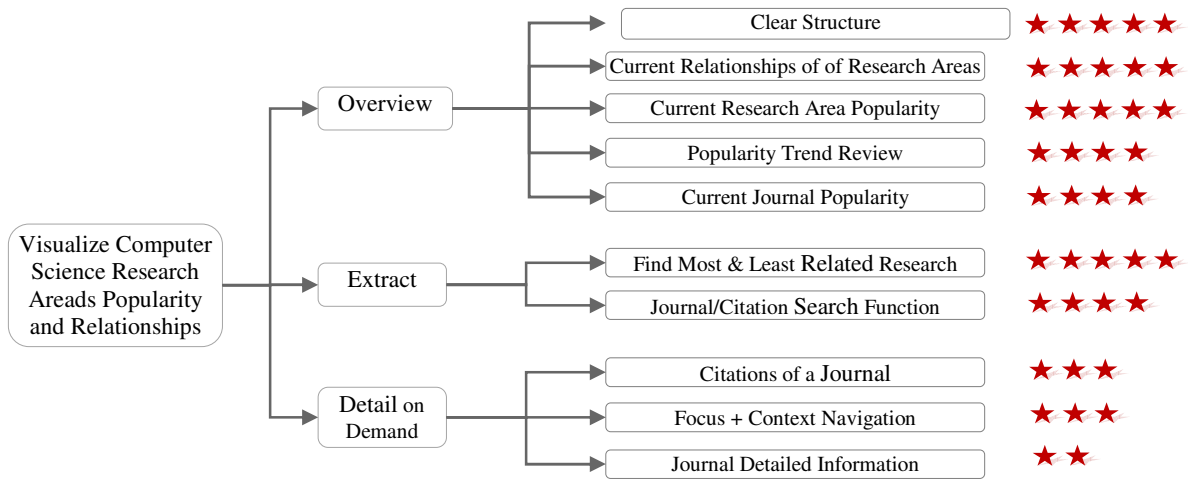 Visualize Computer
Science Research
Areads Popularity
and Relationships
Overview
Clear Structure
Current Relationships of of Research Areas
Current Research Area Popularity
Popularity Trend Review
Current Journal Popularity
Extract
Find Most & Least Related Research
Journal/Citation Search Function
Detail on
Demand
Citations of a Journal
Focus + Context Navigation
Journal Detailed Information